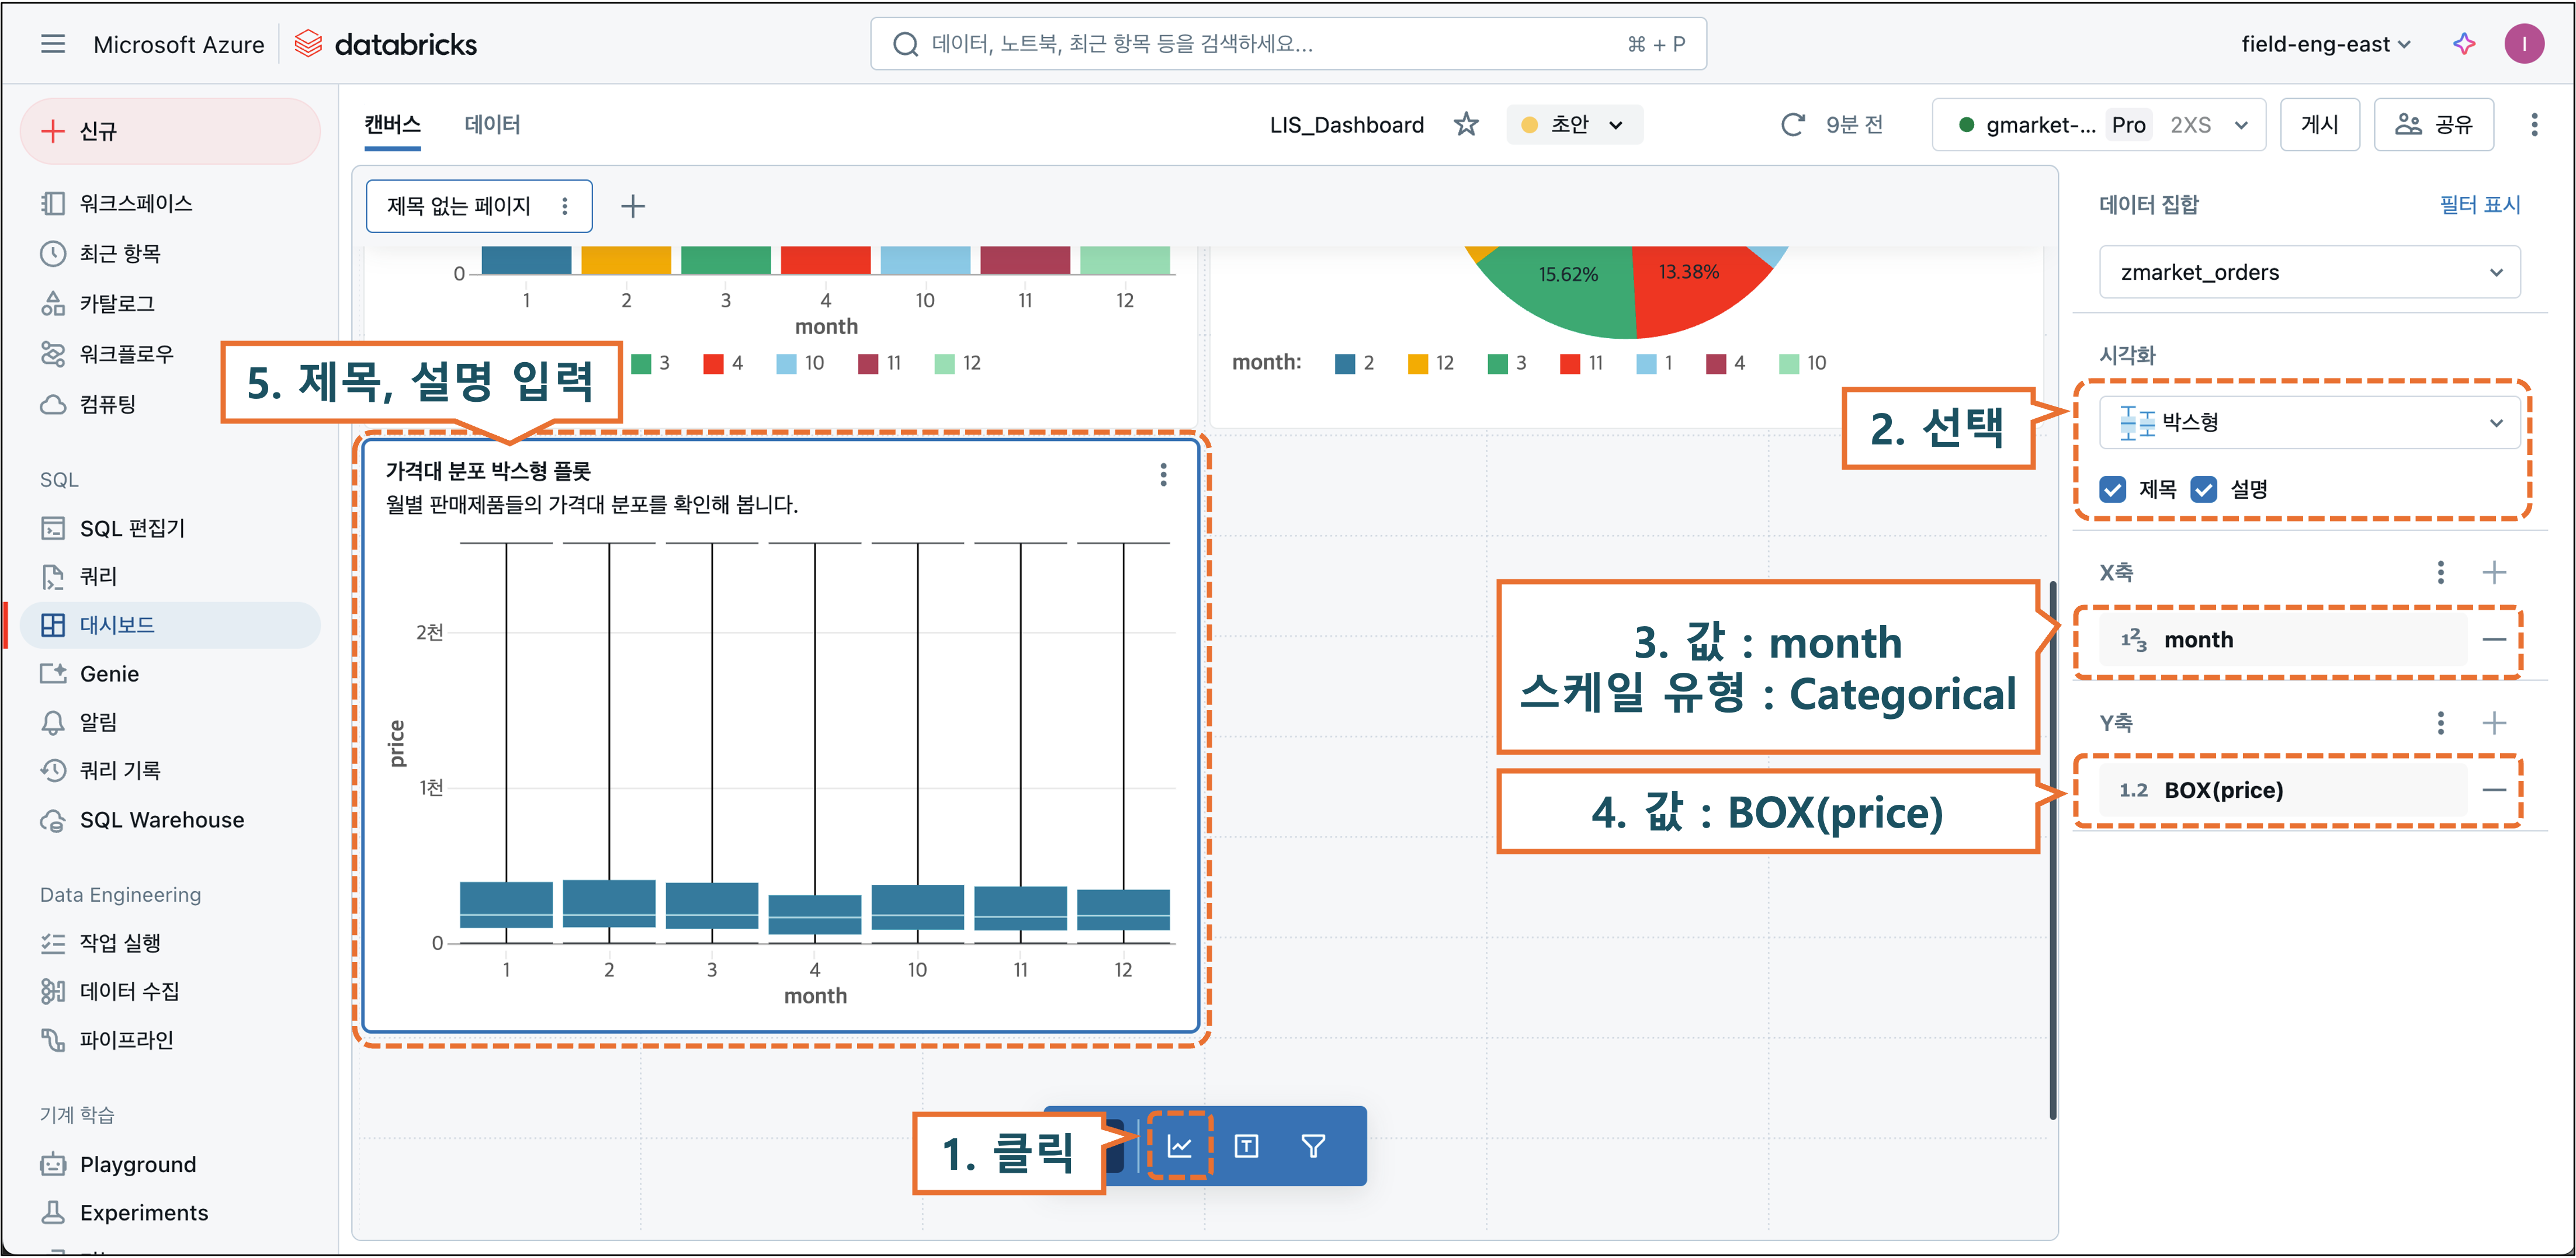 Microsoft Azure
databricks
데이터, 노트북, 최근 항목 등을 검색하세요...
⌘ + P
field-eng-east
I
신규
워크스페이스
최근 항목
카탈로그
워크플로우
컴퓨팅
SQL
SQL 편집기
쿼리
대시보드
Genie
알림
쿼리 기록
SQL Warehouse
Data Engineering
작업 실행
데이터 수집
파이프라인
기계 학습
Playground
Experiments
캔버스
데이터
LIS_Dashboard
초안
9분 전
gmarket-... Pro 2XS
게시
공유
제목 없는 페이지
0
1 2 3 4 10 11 12
month
3 4 10 11 12
15.62% 13.38%
month: 2 12 3 11 1 4 10
5. 제목, 설명 입력
가격대 분포 박스형 플롯
월별 판매제품들의 가격대 분포를 확인해 봅니다.
2천
1천
0
price
1 2 3 4 10 11 12
month
1. 클릭
2. 선택
3. 값 : month
스케일 유형 : Categorical
4. 값 : BOX(price)
데이터 집합
필터 표시
zmarket_orders
시각화
박스형
제목 설명
X축
123 month
Y축
1.2 BOX(price)